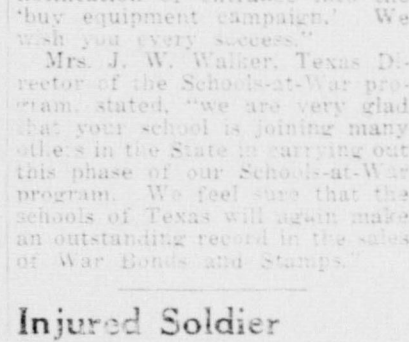 'buy equipment campaign.' We
wish you every success."
Mrs. J. W. Walker, Texas Di-
rector of the Schools-at-War pro-
gram, stated, "we are very glad
that your school is joining many
others in the State in carrying out
this phase of our Schools-at-War
program. We feel sure that the
schools of Texas will again make
an outstanding record in the sales
of War Bonds and Stamps."
Injured Soldier